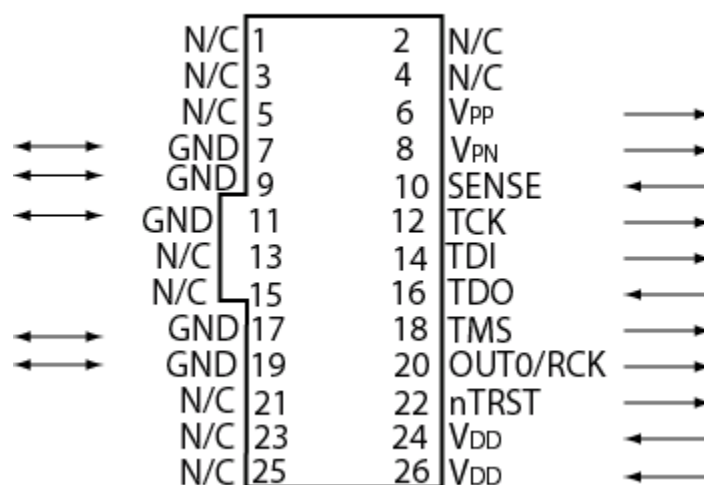 N/C 1 2 N/C
N/C 3 4 N/C
N/C 5 6 VPP
GND 7 8 VPN
GND 9 10 SENSE
GND 11 12 TCK
N/C 13 14 TDI
N/C 15 16 TDO
GND 17 18 TMS
GND 19 20 OUT0/RCK
N/C 21 22 nTRST
N/C 23 24 VDD
N/C 25 26 VDD